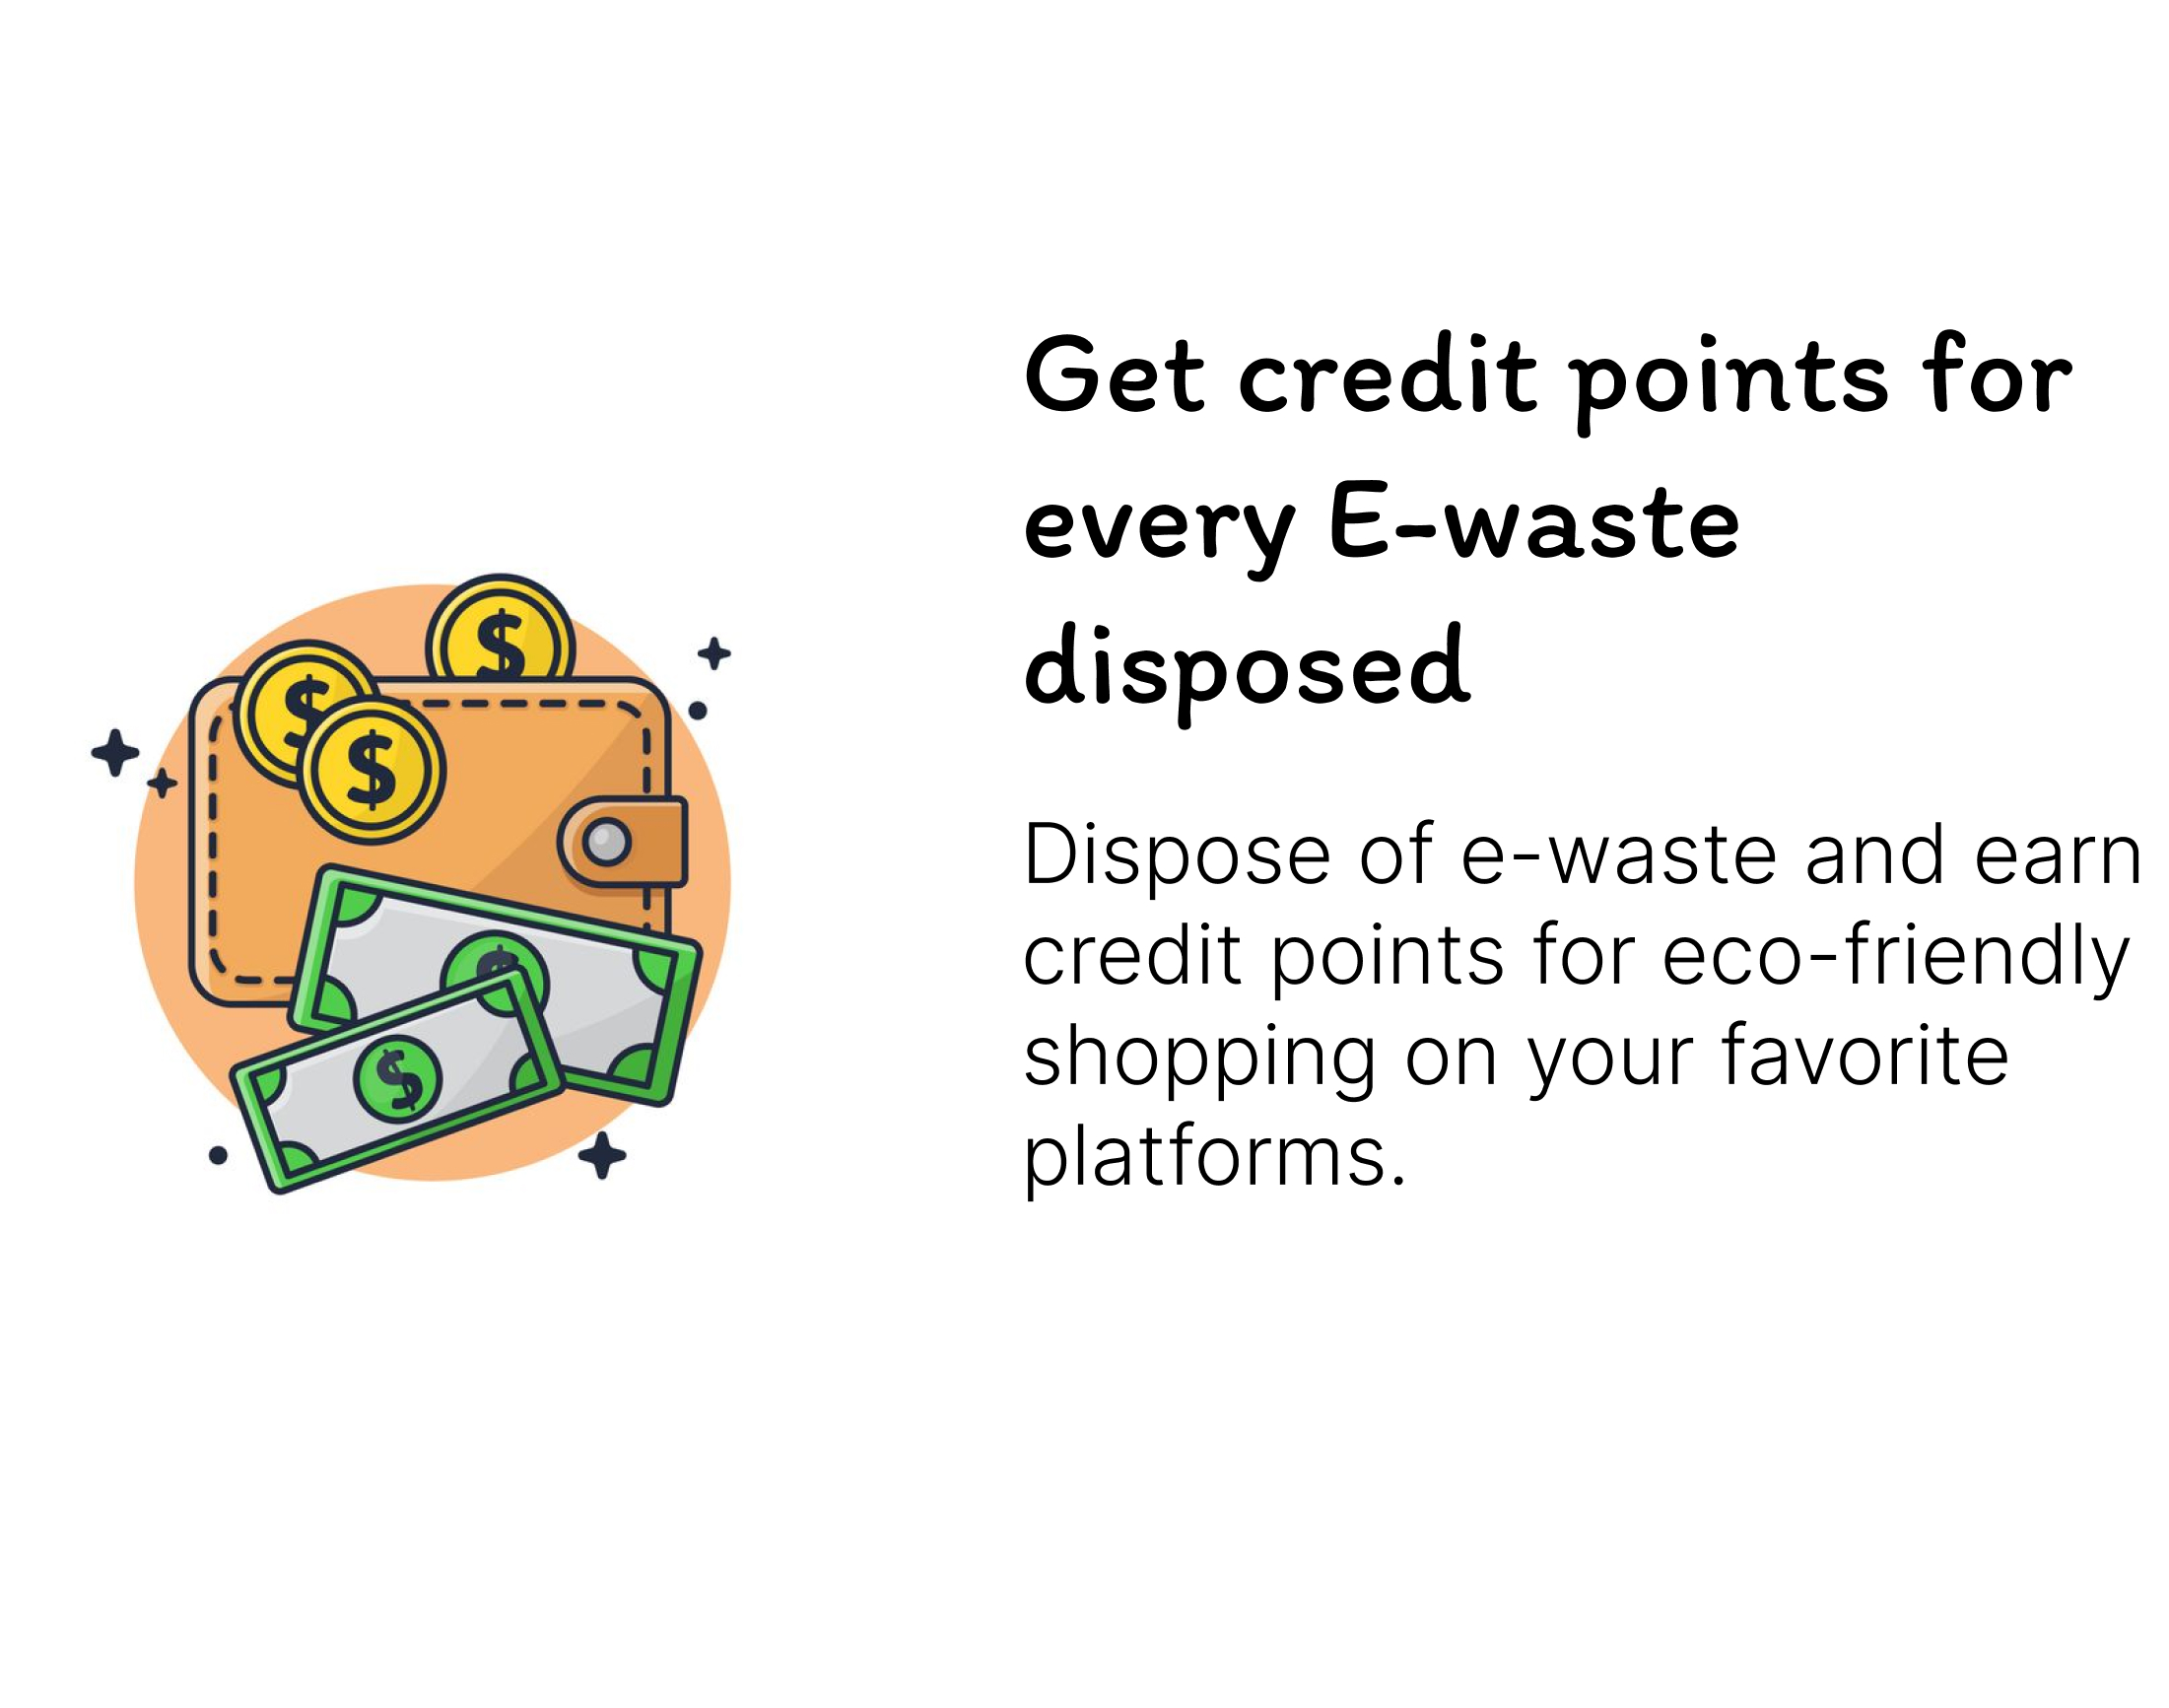 Get credit points for
every E-waste
disposed
Dispose of e-waste and earn
credit points for eco-friendly
shopping on your favorite
platforms.
$
$
$
$